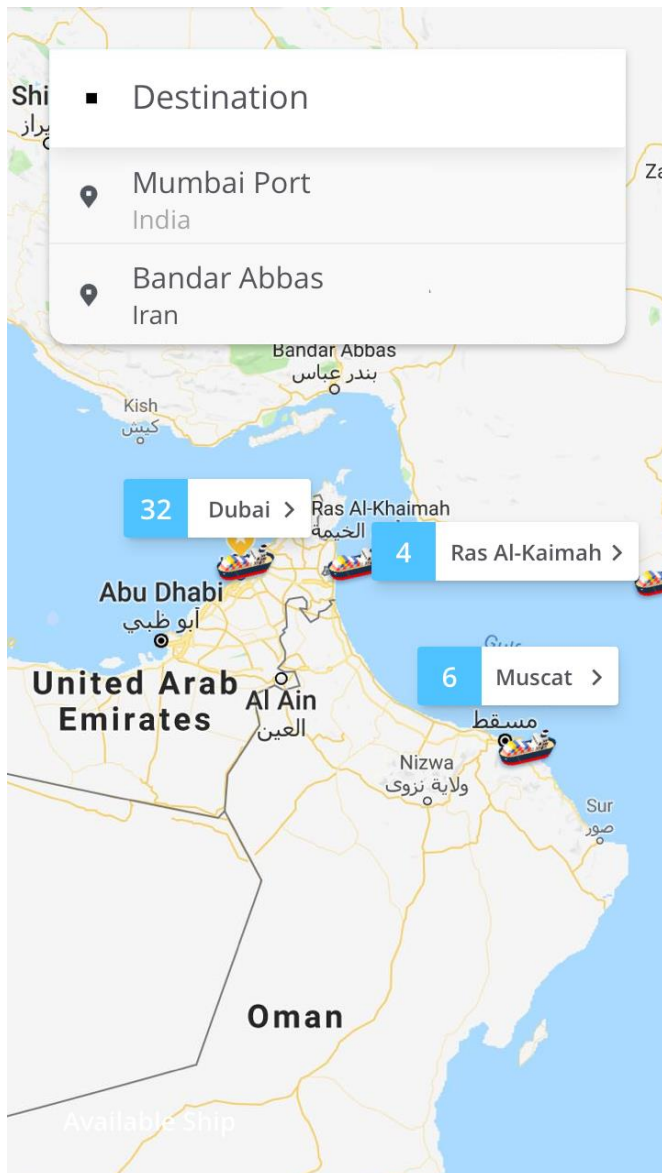 Destination
Shi
Mumbai Port
India
Za
Bandar Abbas
Iran
Bandar Abbas
بندر عباس
Kish
كيش
32 Dubai
Ras Al-Khaimah
الخيمة
4 Ras Al-Kaimah
Abu Dhabi
أبو ظبي
6 Muscat
مسقط
United Arab
Emirates
Al Ain
العين
Nizwa
ولاية نزوى
Sur
صور
Oman
Available Ship